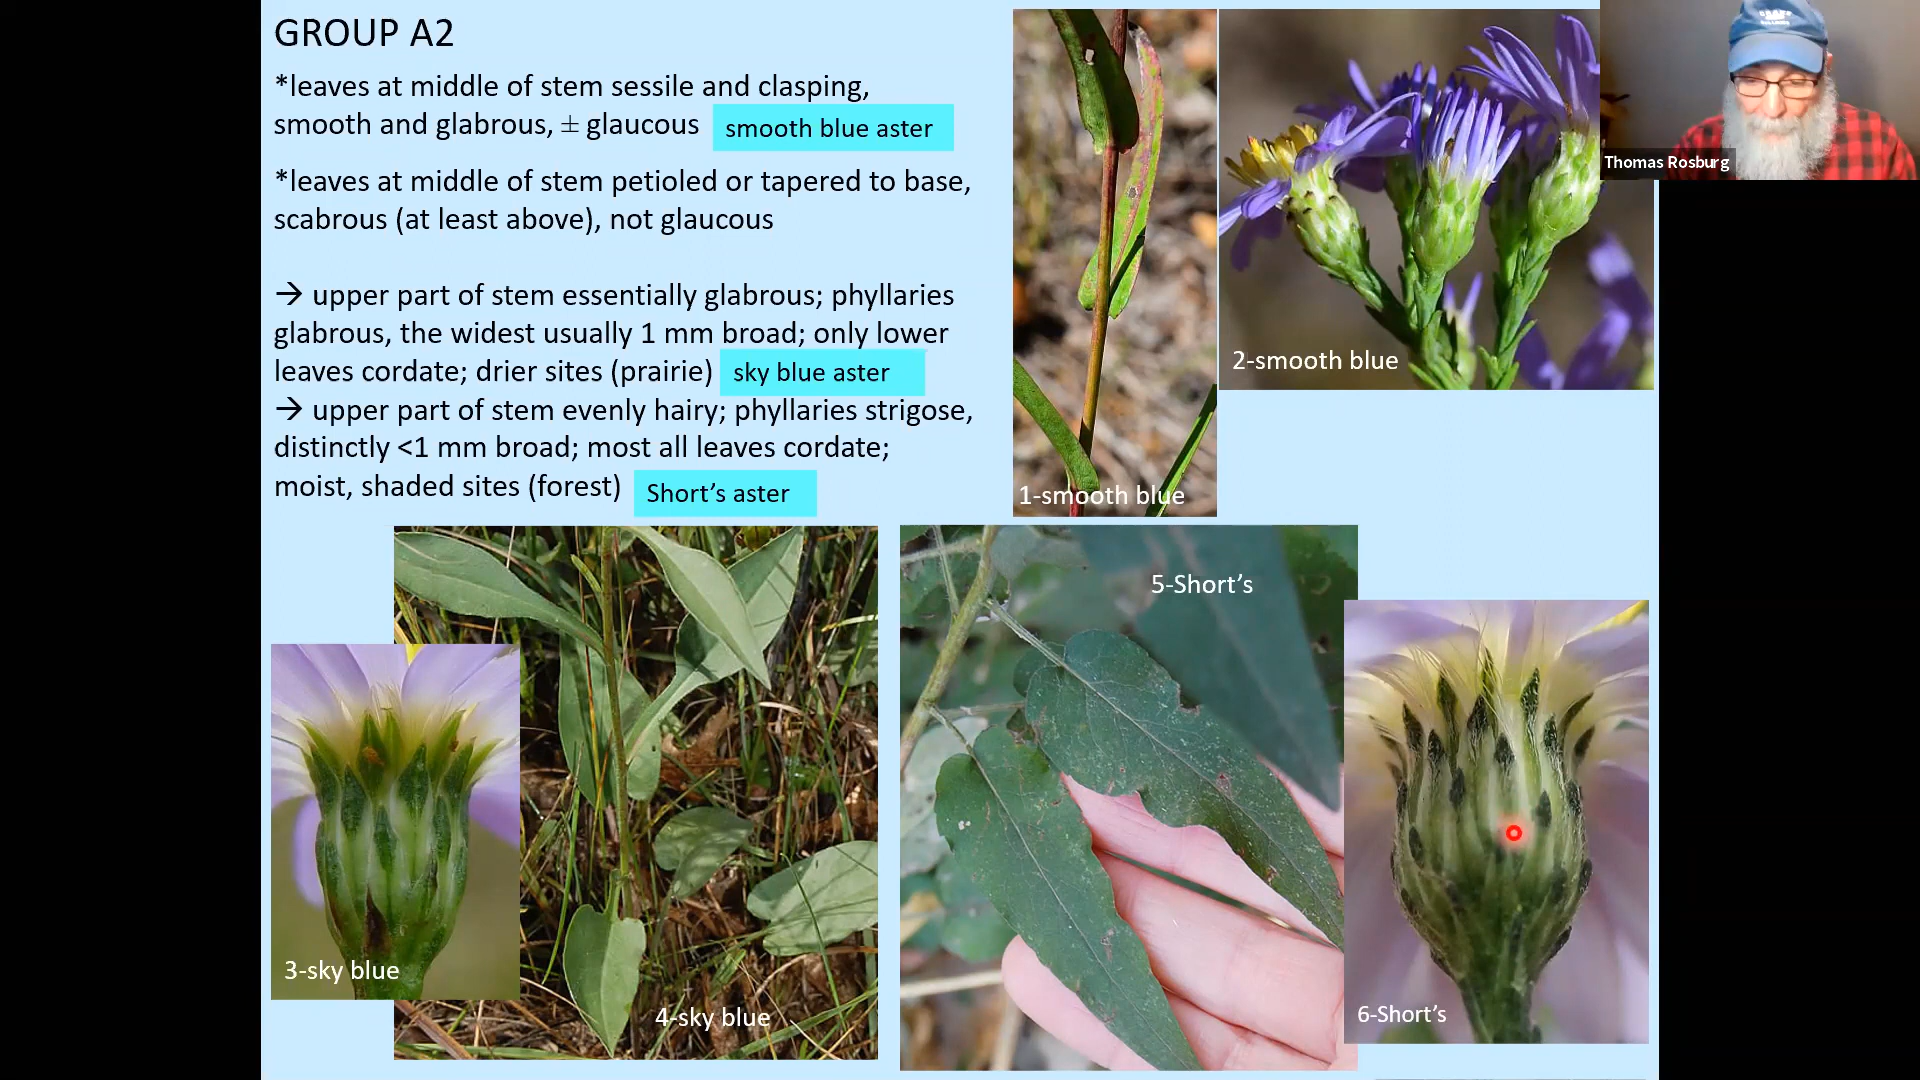 GROUP A2
*leaves at middle of stem sessile and clasping,
smooth and glabrous, ± glaucous
smooth blue aster
*leaves at middle of stem petioled or tapered to base,
scabrous (at least above), not glaucous
→ upper part of stem essentially glabrous; phyllaries
glabrous, the widest usually 1 mm broad; only lower
leaves cordate; drier sites (prairie)
sky blue aster
→ upper part of stem evenly hairy; phyllaries strigose,
distinctly <1 mm broad; most all leaves cordate;
moist, shaded sites (forest)
Short’s aster
1-smooth blue
2-smooth blue
Thomas Rosburg
3-sky blue
4-sky blue
5-Short’s
6-Short’s